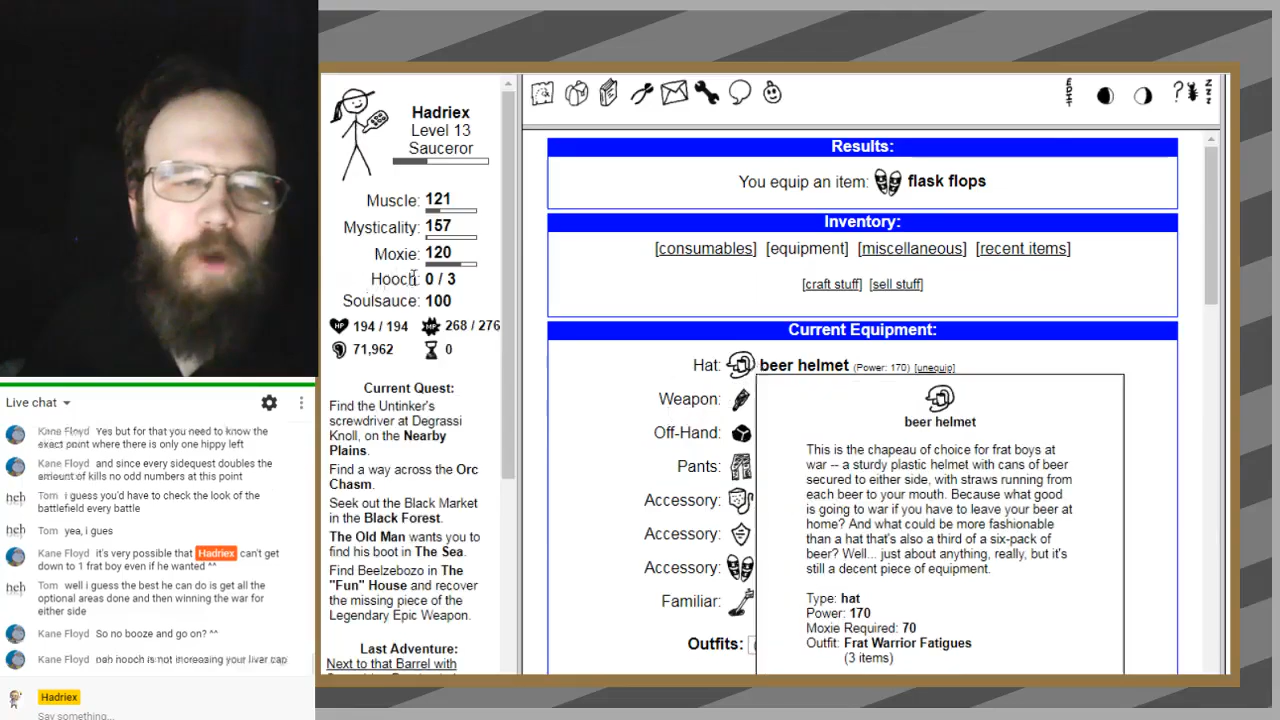 Live chat
Kane Floyd Yes but for that you need to know the
exact point where there is only one hippy
left
Kane Floyd and since every sidequest doubles the
amount of kills no odd numbers at this point
Tom i guess you'd have to check the look of the
battlefield every battle
Tom yea, i gues
Kane Floyd it's very possible that Hadriex can't get
down to 1 frat boy even if he wanted ^^
Tom well i guess the best he can do is get all the
optional areas done and then winning the war for
either side
Kane Floyd So no booze and go on? ^^
Kane Floyd nah hooch is not increasing your liver cap
Hadriex
Say something...
Hadriex
Level 13
Sauceror
Muscle: 121
Mysticality: 157
Moxie: 120
Hooch: 0 / 3
Soulsauce: 100
HP 194 / 194 MP 268 / 276
71,962 0
Current Quest:
Find the Untinker's
screwdriver at Degrassi
Knoll, on the Nearby
Plains.
Find a way across the Orc
Chasm.
Seek out the Black Market
in the Black Forest.
The Old Man wants you to
find his boot in The Sea.
Find Beelzebozo in The
"Fun" House and recover
the missing piece of the
Legendary Epic Weapon.
Last Adventure:
Next to that Barrel with
Results:
You equip an item: flask flops
Inventory:
[consumables] [equipment] [miscellaneous] [recent items]
[craft stuff] [sell stuff]
Current Equipment:
Hat: beer helmet (Power: 170) [unequip]
Weapon:
Off-Hand:
Pants:
Accessory:
Accessory:
Accessory:
Familiar:
Outfits:
beer helmet
This is the chapeau of choice for frat boys at
war -- a sturdy plastic helmet with cans of beer
secured to either side, with straws running from
each beer to your mouth. Because what good
is going to war if you have to leave your beer at
home? And what could be more fashionable
than a hat that's also a third of a six-pack of
beer? Well... just about anything, really, but it's
still a decent piece of equipment.
Type: hat
Power: 170
Moxie Required: 70
Outfit: Frat Warrior Fatigues
(3 items)